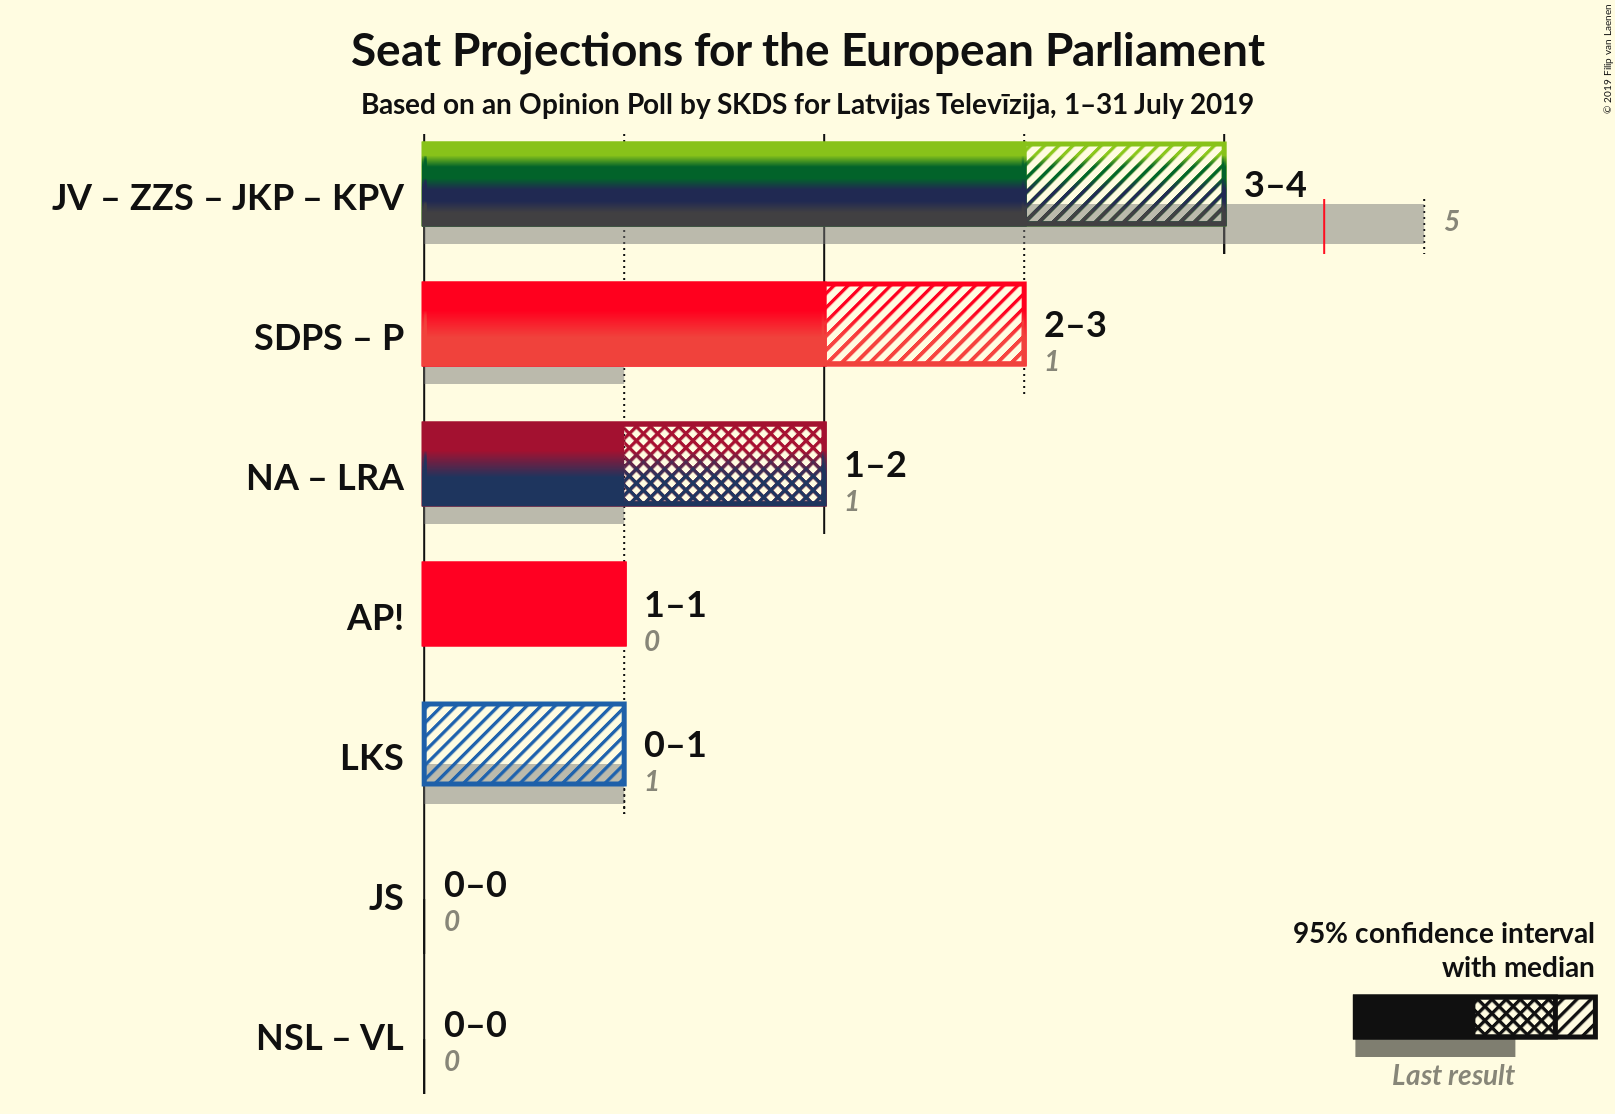 Seat Projections for the European Parliament
Based on an Opinion Poll by SKDS for Latvijas Televīzija, 1–31 July 2019
© 2019 Filip van Laenen
JV – ZZS – JKP – KPV
3–4
5
SDPS – P
2–3
1
NA – LRA
1–2
1
AP!
1–1
0
LKS
0–1
1
JS
0–0
0
NSL – VL
0–0
0
95% confidence interval
with median
Last result